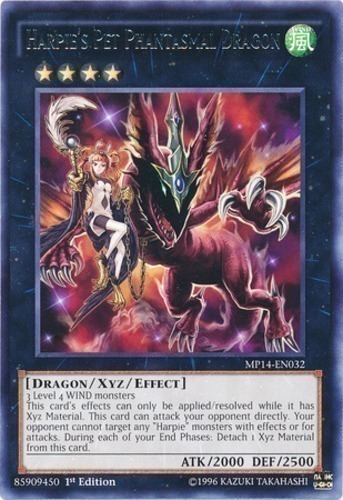 HARPIE'S PET PHANTASMAL DRAGON
風
MP14-EN032
[DRAGON/XYZ/EFFECT]
3 Level 4 WIND monsters
This card's effects can only be applied/resolved while it has
Xyz Material. This card can attack your opponent directly. Your
opponent cannot target any "Harpie" monsters with effects or
for attacks. During each of your End Phases: Detach 1 Xyz Material
from this card.
ATK/2000 DEF/2500
85909450 1st Edition ©1996 KAZUKI TAKAHASHI